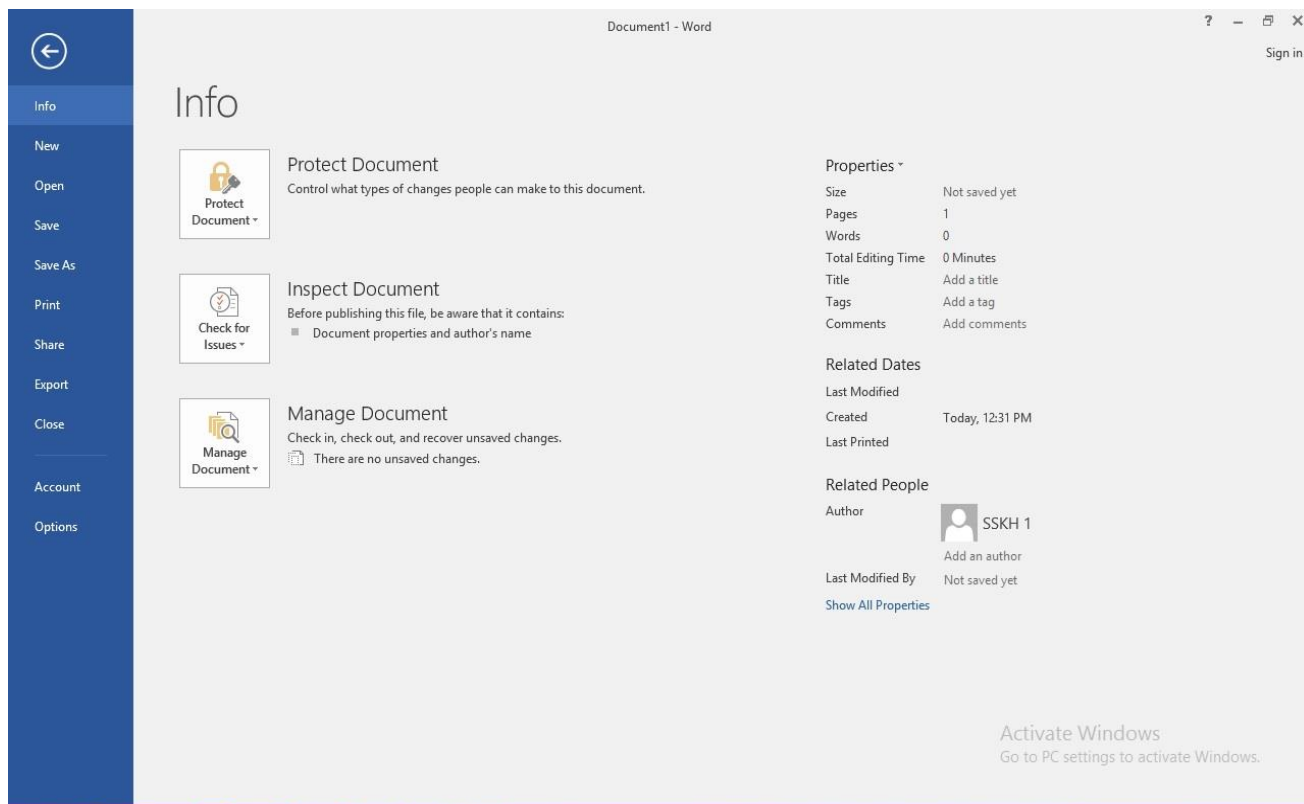 Document1 - Word
?
Sign in
Info
New
Open
Save
Save As
Print
Share
Export
Close
Account
Options
Info
Protect
Document
Protect Document
Control what types of changes people can make to this document.
Check for
Issues
Inspect Document
Before publishing this file, be aware that it contains:
Document properties and author's name
Manage
Document
Manage Document
Check in, check out, and recover unsaved changes.
There are no unsaved changes.
Properties
Size Not saved yet
Pages 1
Words 0
Total Editing Time 0 Minutes
Title Add a title
Tags Add a tag
Comments Add comments
Related Dates
Last Modified
Created Today, 12:31 PM
Last Printed
Related People
Author SSKH 1
Add an author
Last Modified By Not saved yet
Show All Properties
Activate Windows
Go to PC settings to activate Windows.